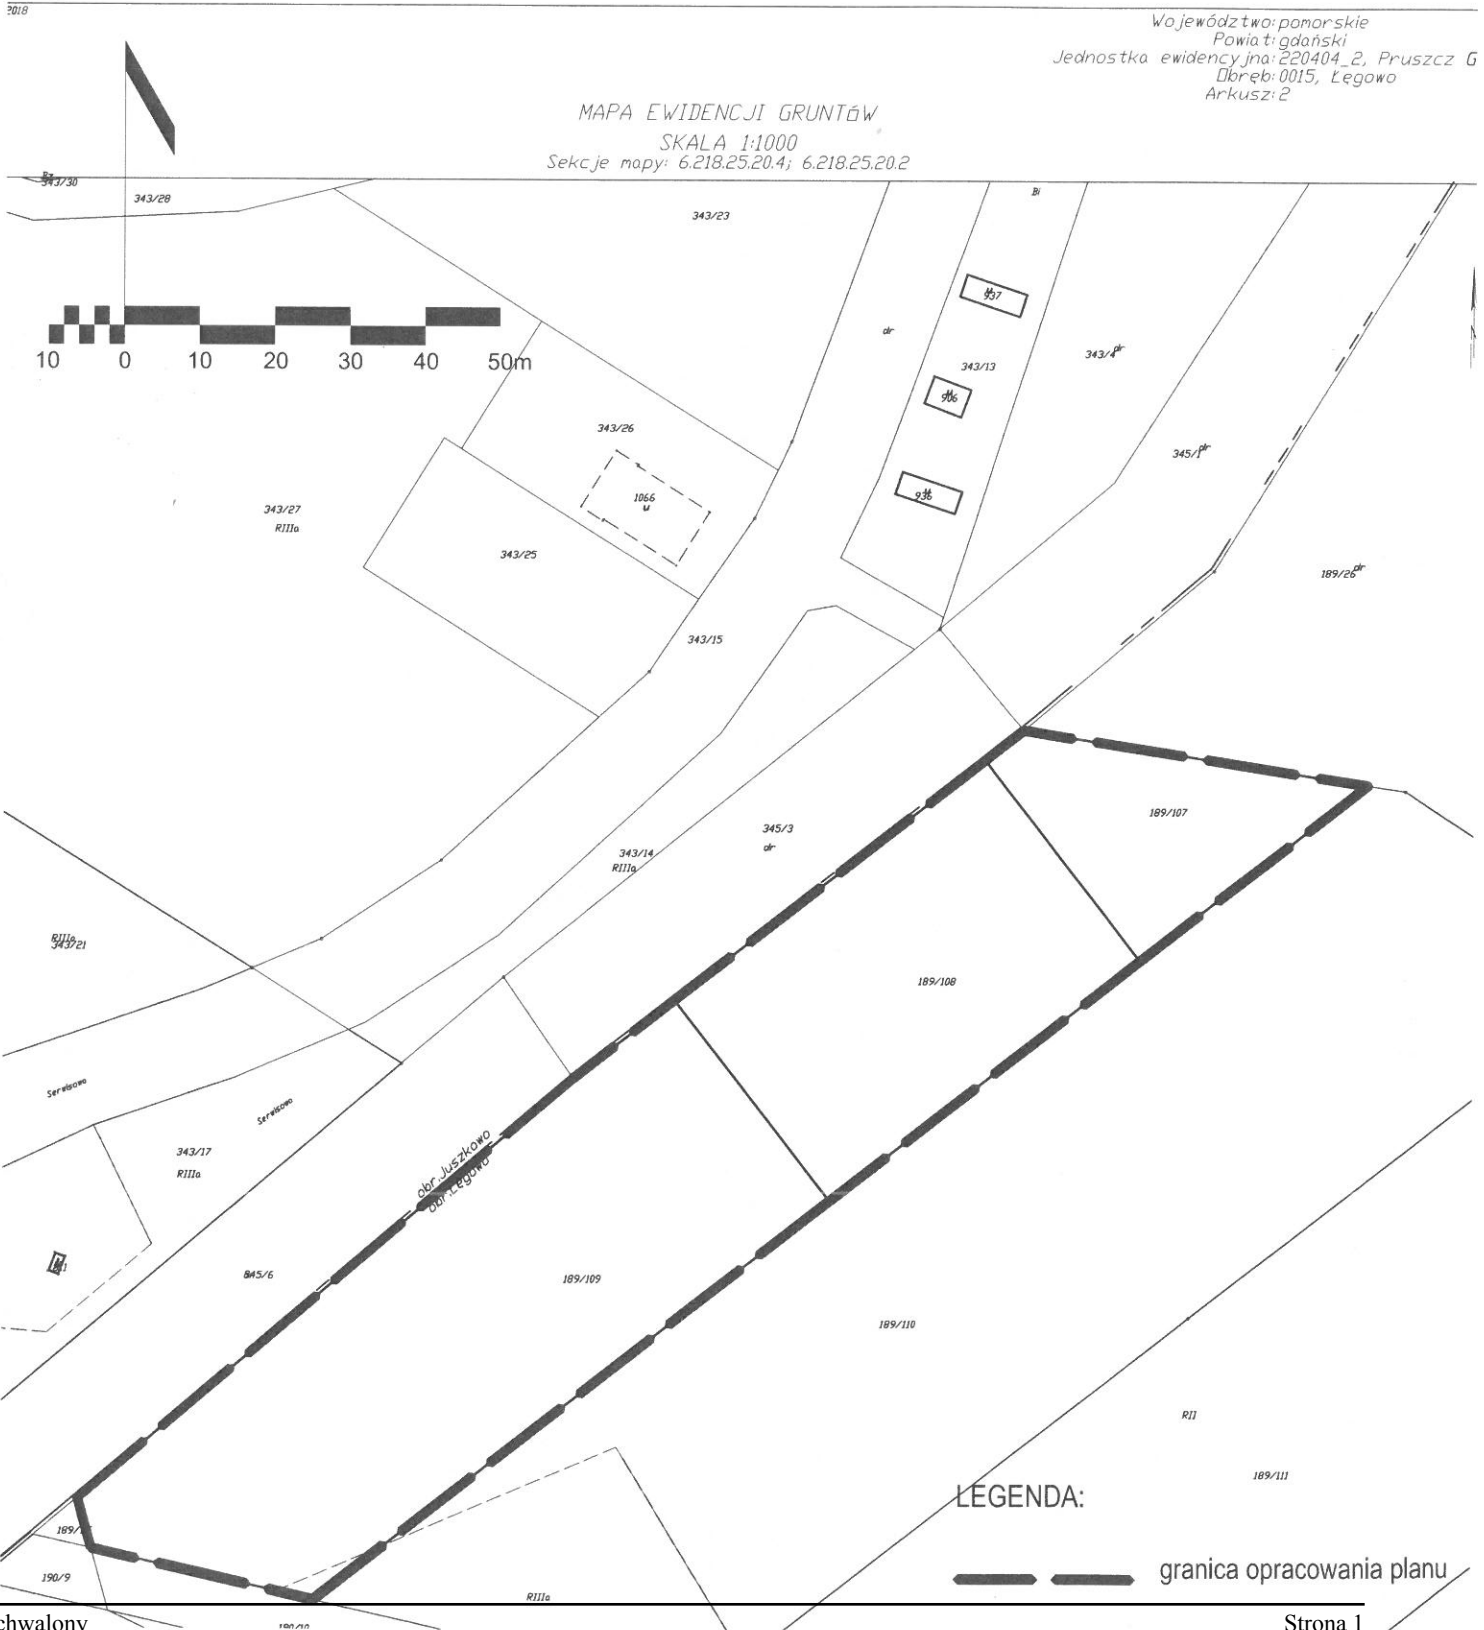 2018
Województwo: pomorskie
Powiat: gdański
Jednostka ewidencyjna: 220404_2, Pruszcz G
Obręb: 0015, Łęgowo
Arkusz: 2
MAPA EWIDENCJI GRUNTóW
SKALA 1:1000
Sekcje mapy: 6.218.25.20.4; 6.218.25.20.2
343/30
343/28
343/23
Bi
937
dr
10 0 10 20 30 40 50m
343/13
343/4 dr
906
343/26
345/1 dr
1066
936
343/27
RIIIa
343/25
189/26 dr
343/15
189/107
345/3
dr
343/14
RIIIa
RIIIa
343/21
189/108
Serwisowa
Serwisowa
343/17
RIIIa
obr. Juszkowo
obr. Łęgowo
345/6
189/109
189/110
RII
189/111
LEGENDA:
189/
granica opracowania planu
190/9
RIIIa
chwalony
Strona 1